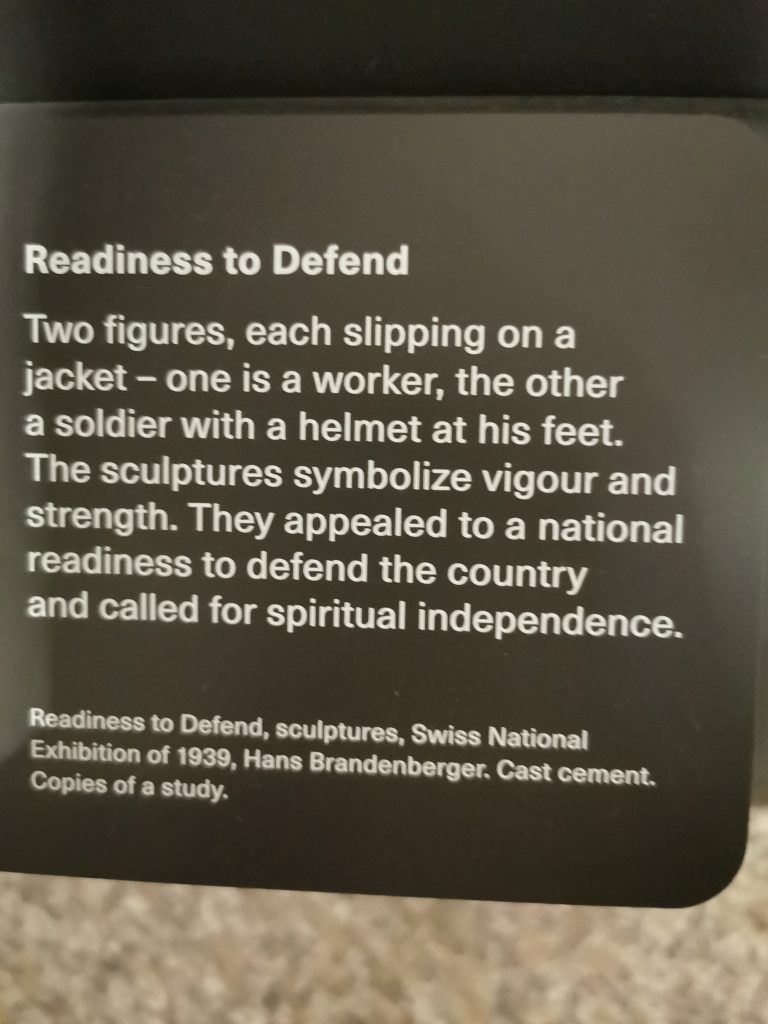 Readiness to Defend
Two figures, each slipping on a
jacket – one is a worker, the other
a soldier with a helmet at his feet.
The sculptures symbolize vigour and
strength. They appealed to a national
readiness to defend the country
and called for spiritual independence.
Readiness to Defend, sculptures, Swiss National
Exhibition of 1939, Hans Brandenberger. Cast cement.
Copies of a study.